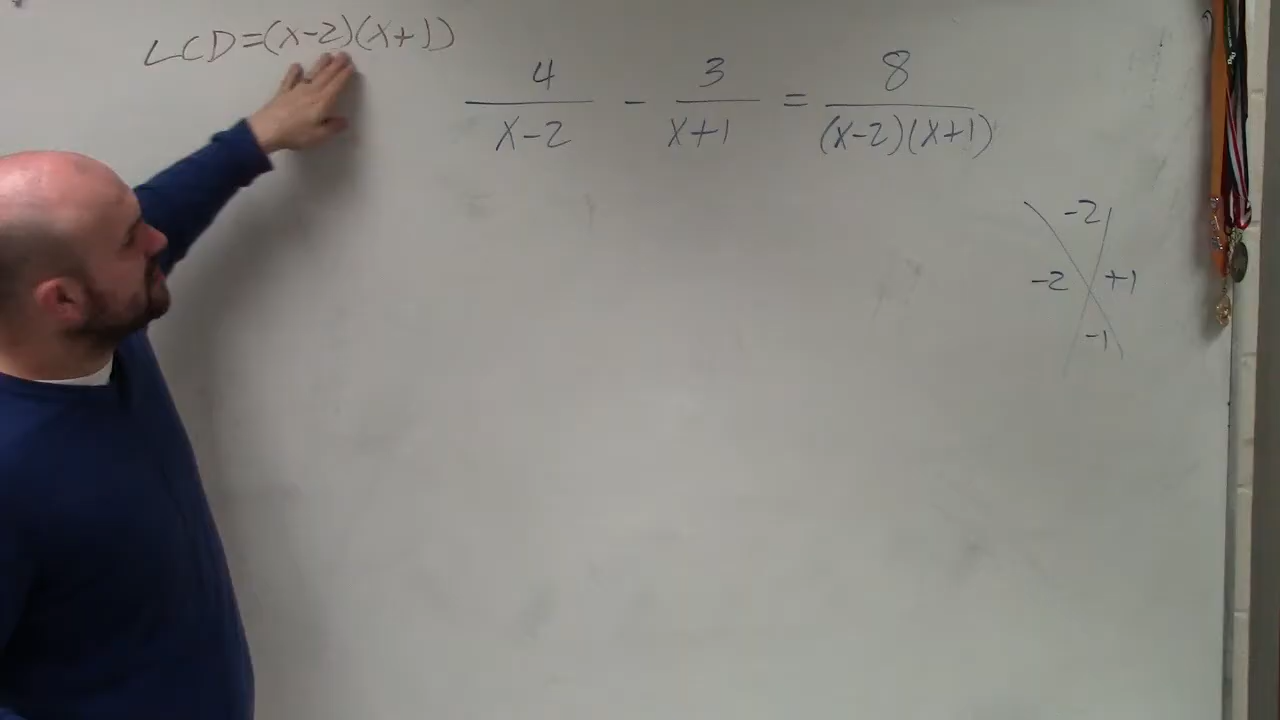 LCD=(x-2)(x+1)
4/(x-2) - 3/(x+1) = 8/((x-2)(x+1))
-2
-2 +1
-1